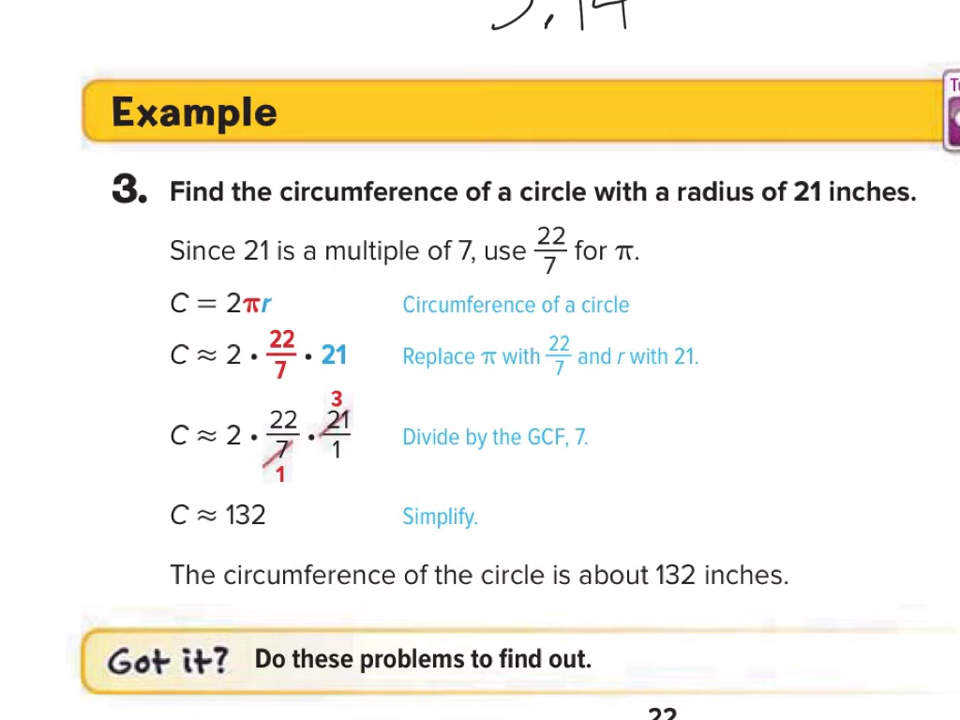 3.14
Example
3. Find the circumference of a circle with a radius of 21 inches.
Since 21 is a multiple of 7, use 22/7 for π.
C = 2πr Circumference of a circle
C ≈ 2 • 22/7 • 21 Replace π with 22/7 and r with 21.
3
C ≈ 2 • 22/7 • 21/1 Divide by the GCF, 7.
1
C ≈ 132 Simplify.
The circumference of the circle is about 132 inches.
Got it? Do these problems to find out.
22